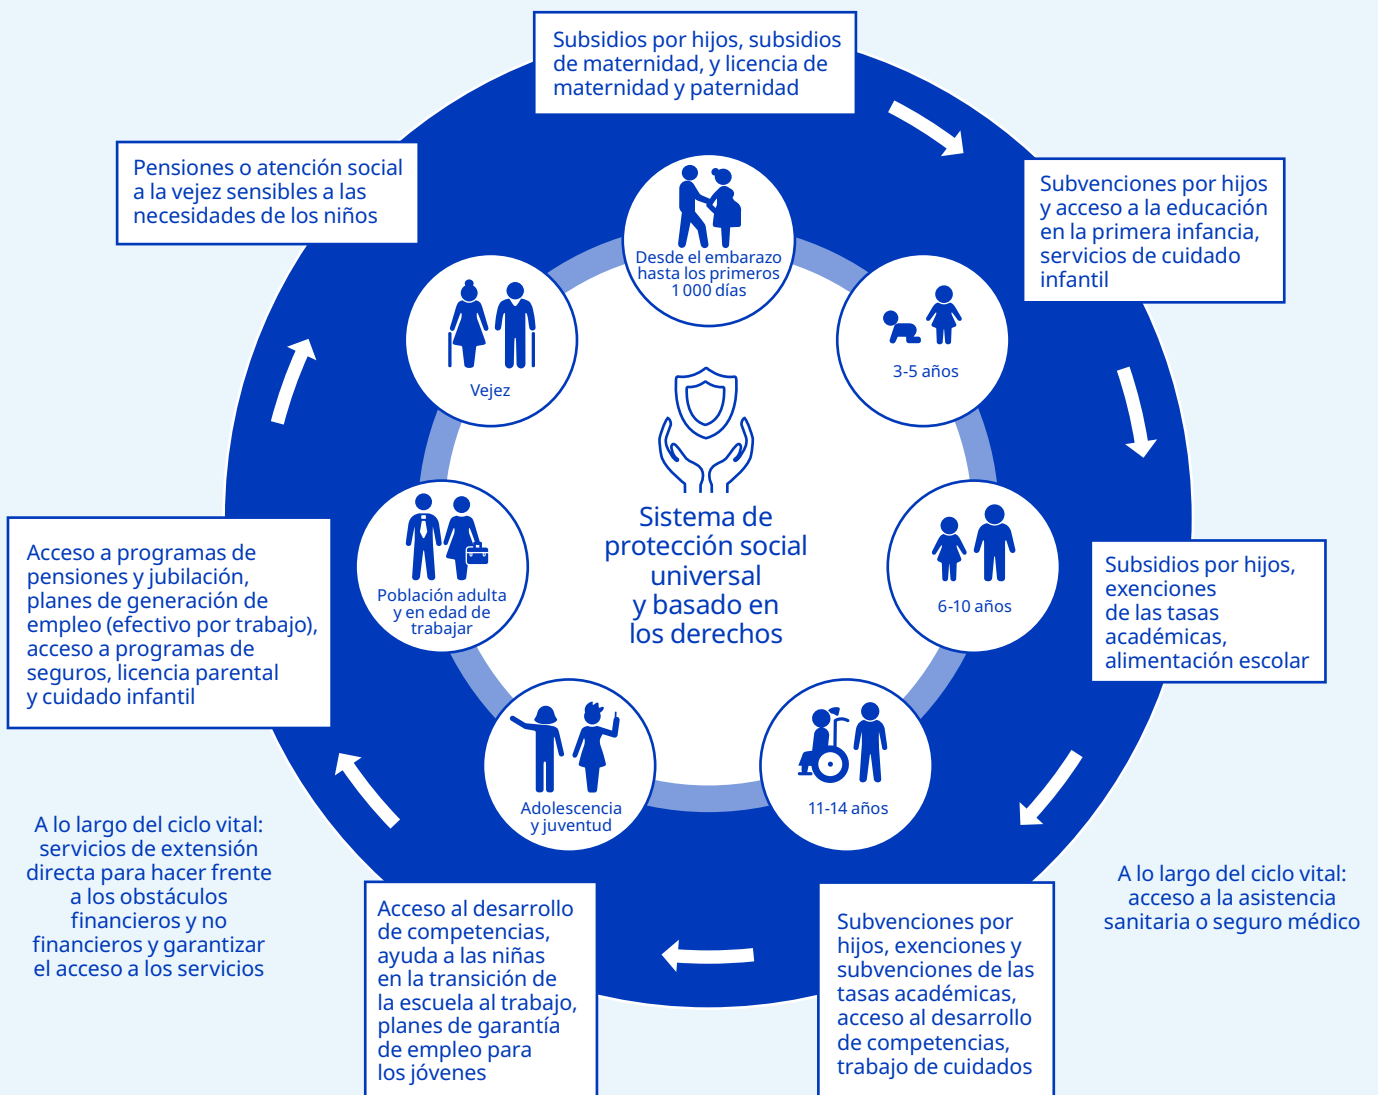 Subsidios por hijos, subsidios
de maternidad, y licencia de
maternidad y paternidad
Pensiones o atención social
a la vejez sensibles a las
necesidades de los niños
Subvenciones por hijos
y acceso a la educación
en la primera infancia,
servicios de cuidado
infantil
Desde el embarazo
hasta los primeros
1 000 días
Vejez
3-5 años
Sistema de
protección social
universal
y basado en
los derechos
Población adulta
y en edad de
trabajar
6-10 años
Acceso a programas de
pensiones y jubilación,
planes de generación de
empleo (efectivo por trabajo),
acceso a programas de
seguros, licencia parental
y cuidado infantil
Subsidios por hijos,
exenciones
de las tasas
académicas,
alimentación escolar
Adolescencia
y juventud
11-14 años
A lo largo del ciclo vital:
servicios de extensión
directa para hacer frente
a los obstáculos
financieros y no
financieros y garantizar
el acceso a los servicios
A lo largo del ciclo vital:
acceso a la asistencia
sanitaria o seguro médico
Acceso al desarrollo
de competencias,
ayuda a las niñas
en la transición de
la escuela al trabajo,
planes de garantía
de empleo para
los jóvenes
Subvenciones por
hijos, exenciones y
subvenciones de las
tasas académicas,
acceso al desarrollo
de competencias,
trabajo de cuidados